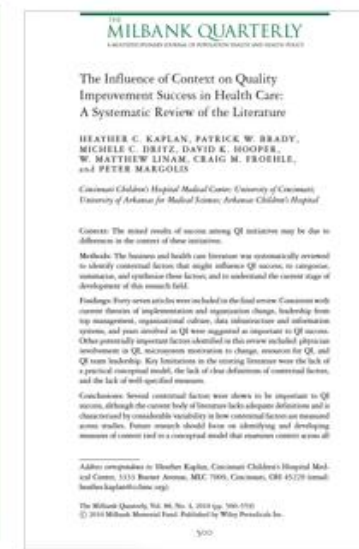 THE
MILBANK QUARTERLY
A MULTIDISCIPLINARY JOURNAL OF POPULATION HEALTH AND HEALTH POLICY
The Influence of Context on Quality
Improvement Success in Health Care:
A Systematic Review of the Literature
HEATHER C. KAPLAN, PATRICK W. BRADY,
MICHELE C. DRITZ, DAVID K. HOOPER,
W. MATTHEW LINAM, CRAIG M. FROEHLE,
and PETER MARGOLIS
Cincinnati Children's Hospital Medical Center; University of Cincinnati;
University of Arkansas for Medical Sciences; Arkansas Children's Hospital
Context: The mixed results of success among QI initiatives may be due to
differences in the context of these initiatives.
Methods: The business and health care literature was systematically reviewed
to identify contextual factors that might influence QI success; to categorize,
summarize, and synthesize these factors; and to understand the current stage of
development of this research field.
Findings: Forty-seven articles were included in the final review. Consistent with
current theories of implementation and organization change, leadership from
top management, organizational culture, data infrastructure and information
systems, and years involved in QI were suggested as important to QI success.
Other potentially important factors identified in this review included: physician
involvement in QI, microsystem motivation to change, resources for QI, and
QI team leadership. Key limitations in the existing literature were the lack of
a practical conceptual model, the lack of clear definitions of contextual factors,
and the lack of well-specified measures.
Conclusions: Several contextual factors were shown to be important to QI
success, although the current body of literature lacks adequate definitions and is
characterized by considerable variability in how contextual factors are measured
across studies. Future research should focus on identifying and developing
measures of context tied to a conceptual model that examines context across all
Address correspondence to: Heather Kaplan, Cincinnati Children's Hospital Med-
ical Center, 3333 Burnet Avenue, MLC 7009, Cincinnati, OH 45229 (email:
heather.kaplan@cchmc.org).
The Milbank Quarterly, Vol. 88, No. 4, 2010 (pp. 500–559)
© 2010 Milbank Memorial Fund. Published by Wiley Periodicals Inc.
500